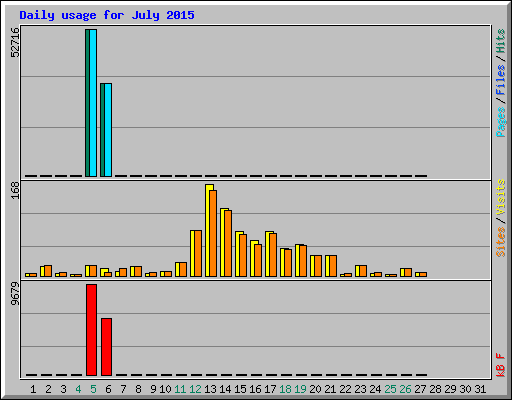 Daily usage for July 2015
52716
Pages/Files/Hits
168
Sites/Visits
9679
kB F
1 2 3 4 5 6 7 8 9 10 11 12 13 14 15 16 17 18 19 20 21 22 23 24 25 26 27 28 29 30 31